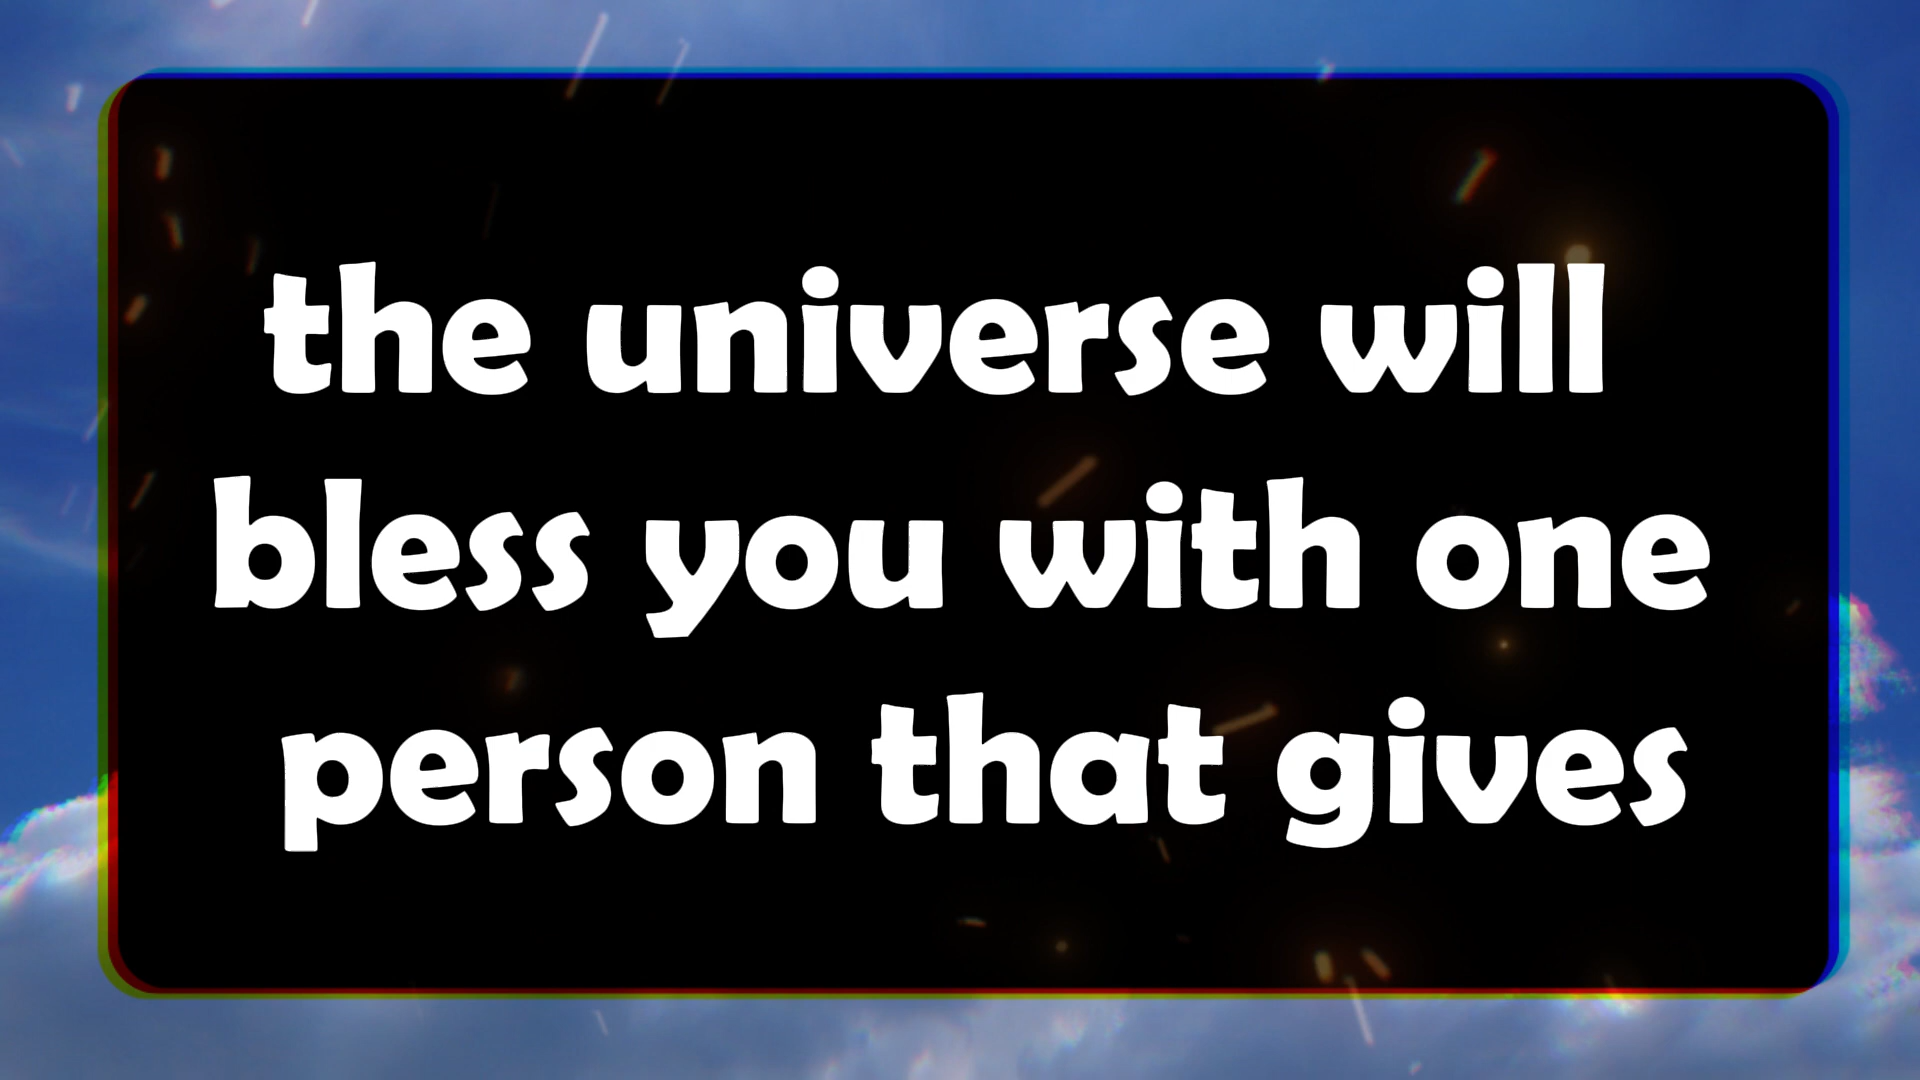 the universe will
bless you with one
person that gives